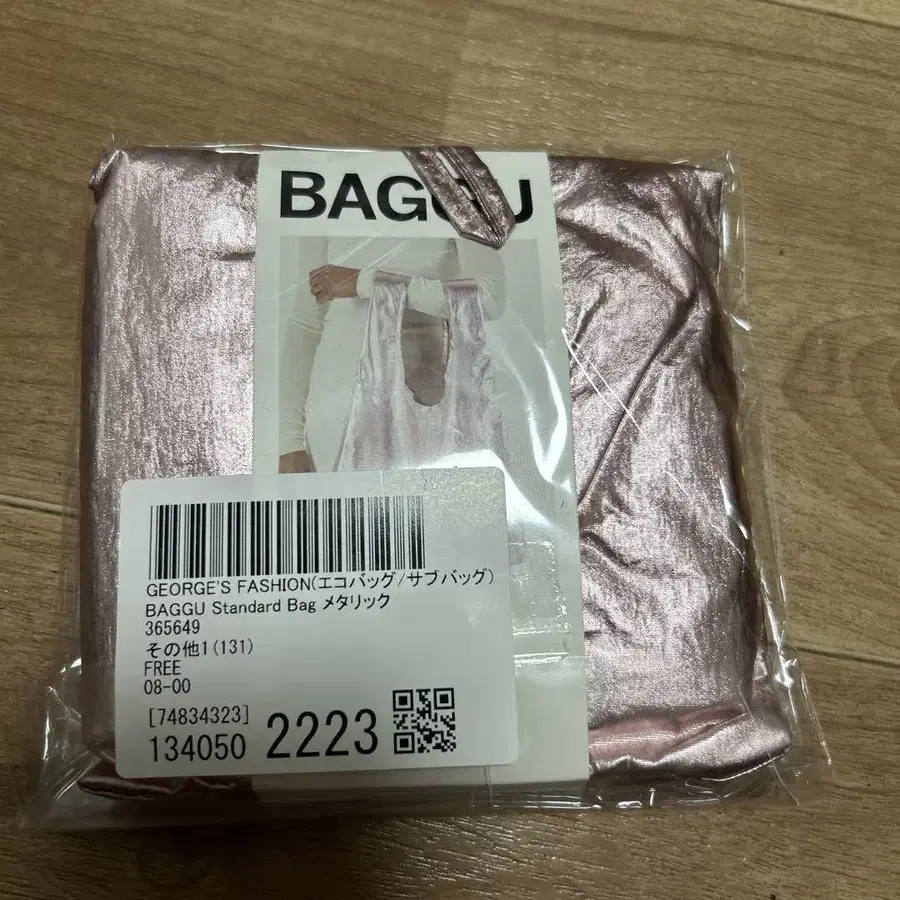 BAGGU
GEORGE'S FASHION(エコバッグ/サブバッグ)
BAGGU Standard Bag メタリック
365649
その他1(131)
FREE
08-00
[74834323]
134050 2223